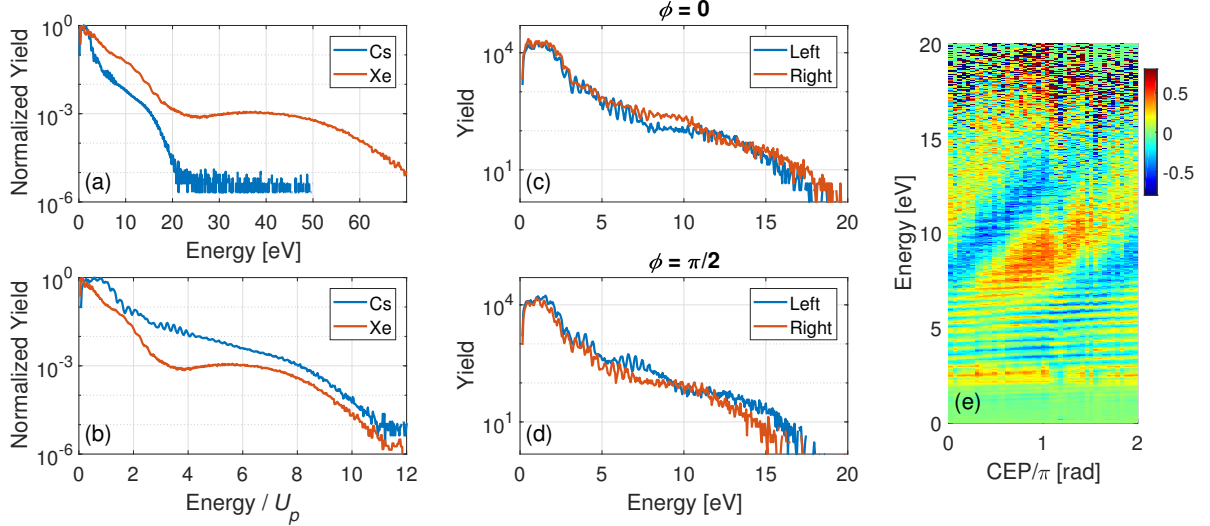 10^0
10^-3
10^-6
Normalized Yield
Cs
Xe
(a)
0 10 20 30 40 50 60
Energy [eV]
10^0
10^-3
10^-6
Normalized Yield
Cs
Xe
(b)
0 2 4 6 8 10 12
Energy / U_p
ϕ = 0
10^4
10^1
Yield
Left
Right
(c)
0 5 10 15 20
ϕ = π/2
10^4
10^1
Yield
Left
Right
(d)
0 5 10 15 20
Energy [eV]
20
15
10
5
0
Energy [eV]
(e)
0 1 2
CEP/π [rad]
0.5
0
-0.5